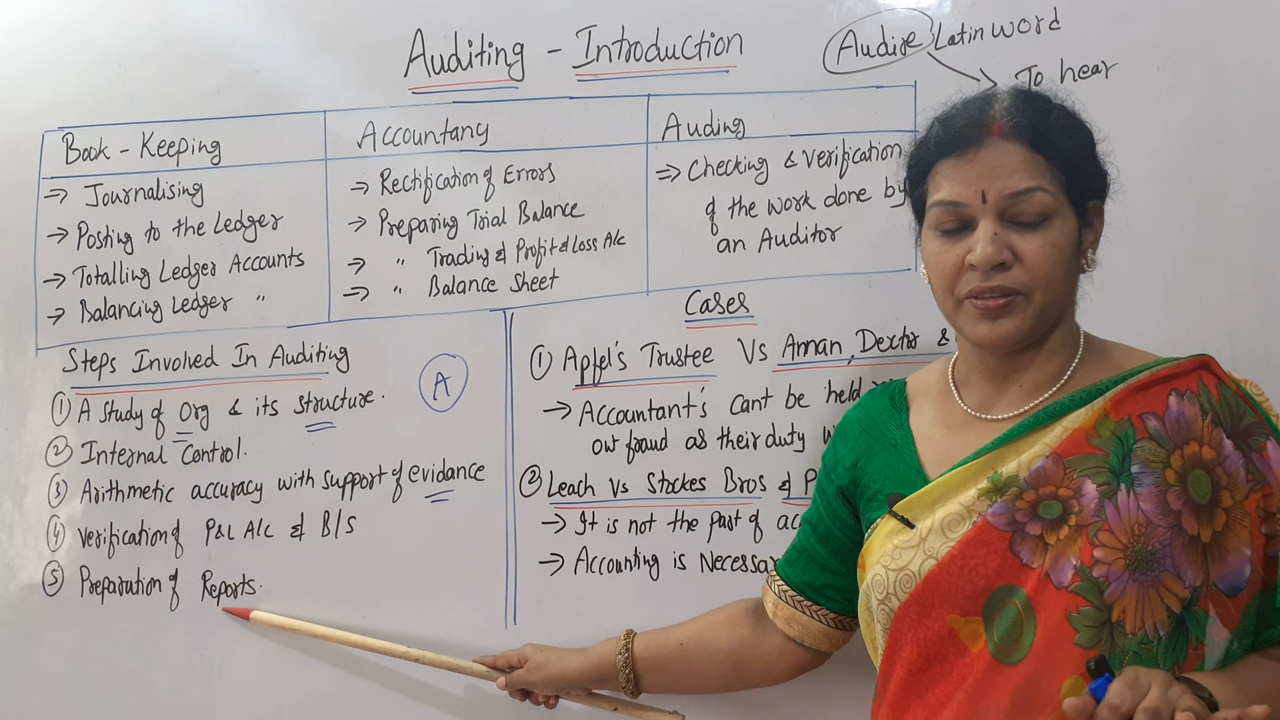 Auditing - Introduction
Audire Latin word
To hear
Book - Keeping
⇒ Journalising
→ Posting to the Ledger
→ Totalling Ledger Accounts
→ Balancing Ledger "
Accountancy
→ Rectification of Errors
⇒ Preparing Trial Balance
⇒ " Trading & Profit & Loss A/c
⇒ " Balance Sheet
Auding
⇒ Checking & verification
of the work done by
an Auditor
Steps Involved In Auditing
① A Study of Org & its structure.
② Internal Control.
③ Arithmetic accuracy with support of evidence
④ Verification of P&L A/c & B/S
⑤ Preparation of Reports.
A
Cases
① Apfel's Trustee Vs Annan, Dexter &
→ Accountant's cant be held
out fraud as their duty
② Leach Vs Stockes Bros & P
→ It is not the part of
→ Accounting is